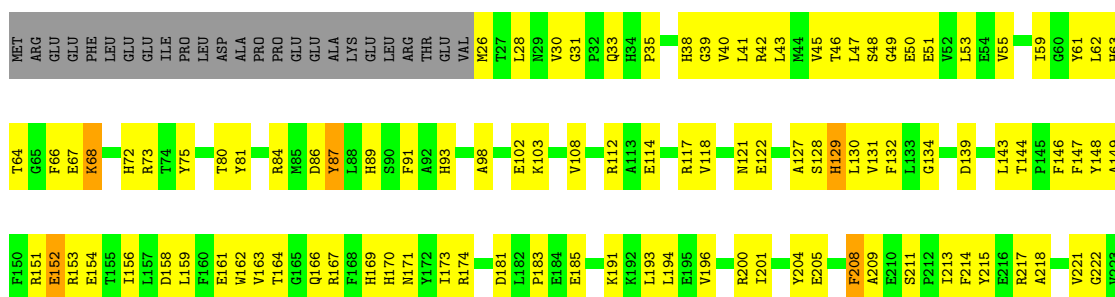 MET ARG GLU GLU PHE LEU GLU GLU ILE PRO LEU ASP ALA PRO PRO GLU GLU ALA LYS GLU LEU ARG THR GLU VAL M26 T27 L28 N29 V30 G31 P32 Q33 H34 P35 H38 G39 V40 L41 R42 L43 M44 V45 T46 L47 S48 G49 E50 E51 V52 L53 E54 V55 I59 G60 Y61 L62 H63
T64 G65 F66 E67 K68 H72 R73 T74 Y75 T80 Y81 R84 M85 D86 Y87 L88 H89 S90 F91 A92 H93 A98 E102 K103 V108 R112 A113 E114 R117 V118 N121 E122 A127 S128 H129 L130 V131 F132 L133 G134 D139 L143 T144 P145 F146 F147 Y148 A149
F150 R151 E152 R153 E154 T155 I156 L157 D158 L159 F160 E161 W162 V163 T164 G165 Q166 R167 F168 H169 H170 N171 Y172 I173 R174 D181 L182 P183 E184 E185 K191 K192 L193 L194 E195 V196 R200 I201 Y204 E205 F208 A209 E210 S211 P212 I213 F214 Y215 E216 R217 A218 V221 G222